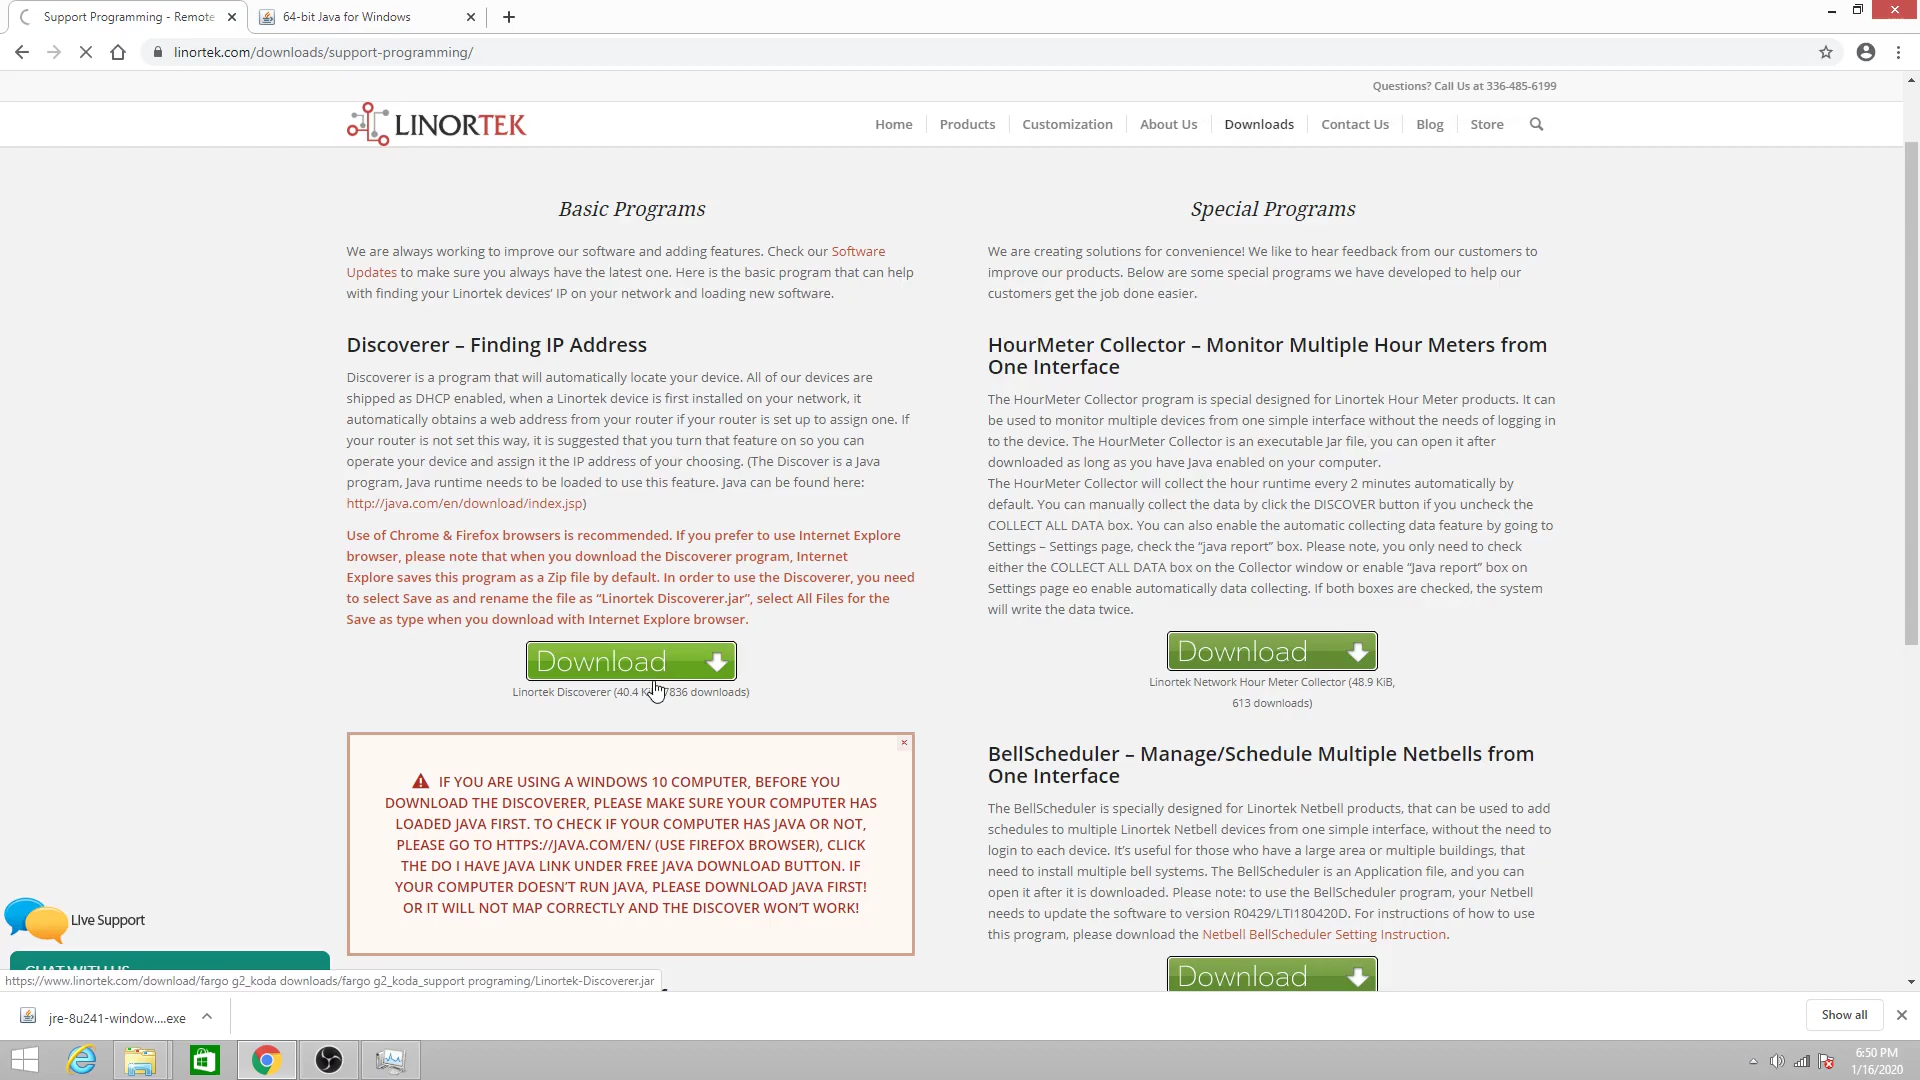 Support Programming - Remote
64-bit Java for Windows
linortek.com/downloads/support-programming/
Questions? Call Us at 336-485-6199
LINORTEK
Home
Products
Customization
About Us
Downloads
Contact Us
Blog
Store
Basic Programs
We are always working to improve our software and adding features. Check our Software
Updates to make sure you always have the latest one. Here is the basic program that can help
with finding your Linortek devices’ IP on your network and loading new software.
Discoverer – Finding IP Address
Discoverer is a program that will automatically locate your device. All of our devices are
shipped as DHCP enabled, when a Linortek device is first installed on your network, it
automatically obtains a web address from your router if your router is set up to assign one. If
your router is not set this way, it is suggested that you turn that feature on so you can
operate your device and assign it the IP address of your choosing. (The Discover is a Java
program, Java runtime needs to be loaded to use this feature. Java can be found here:
http://java.com/en/download/index.jsp)
Use of Chrome & Firefox browsers is recommended. If you prefer to use Internet Explore
browser, please note that when you download the Discoverer program, Internet
Explore saves this program as a Zip file by default. In order to use the Discoverer, you need
to select Save as and rename the file as “Linortek Discoverer.jar”, select All Files for the
Save as type when you download with Internet Explore browser.
Download
Linortek Discoverer (40.4 K 7836 downloads)
IF YOU ARE USING A WINDOWS 10 COMPUTER, BEFORE YOU
DOWNLOAD THE DISCOVERER, PLEASE MAKE SURE YOUR COMPUTER HAS
LOADED JAVA FIRST. TO CHECK IF YOUR COMPUTER HAS JAVA OR NOT,
PLEASE GO TO HTTPS://JAVA.COM/EN/ (USE FIREFOX BROWSER), CLICK
THE DO I HAVE JAVA LINK UNDER FREE JAVA DOWNLOAD BUTTON. IF
YOUR COMPUTER DOESN’T RUN JAVA, PLEASE DOWNLOAD JAVA FIRST!
OR IT WILL NOT MAP CORRECTLY AND THE DISCOVER WON’T WORK!
Special Programs
We are creating solutions for convenience! We like to hear feedback from our customers to
improve our products. Below are some special programs we have developed to help our
customers get the job done easier.
HourMeter Collector – Monitor Multiple Hour Meters from
One Interface
The HourMeter Collector program is special designed for Linortek Hour Meter products. It can
be used to monitor multiple devices from one simple interface without the needs of logging in
to the device. The HourMeter Collector is an executable Jar file, you can open it after
downloaded as long as you have Java enabled on your computer.
The HourMeter Collector will collect the hour runtime every 2 minutes automatically by
default. You can manually collect the data by click the DISCOVER button if you uncheck the
COLLECT ALL DATA box. You can also enable the automatic collecting data feature by going to
Settings – Settings page, check the “java report” box. Please note, you only need to check
either the COLLECT ALL DATA box on the Collector window or enable “Java report” box on
Settings page eo enable automatically data collecting. If both boxes are checked, the system
will write the data twice.
Download
Linortek Network Hour Meter Collector (48.9 KiB,
613 downloads)
BellScheduler – Manage/Schedule Multiple Netbells from
One Interface
The BellScheduler is specially designed for Linortek Netbell products, that can be used to add
schedules to multiple Linortek Netbell devices from one simple interface, without the need to
login to each device. It’s useful for those who have a large area or multiple buildings, that
need to install multiple bell systems. The BellScheduler is an Application file, and you can
open it after it is downloaded. Please note: to use the BellScheduler program, your Netbell
needs to update the software to version R0429/LTI180420D. For instructions of how to use
this program, please download the Netbell BellScheduler Setting Instruction.
Download
Live Support
CHAT WITH US
https://www.linortek.com/download/fargo g2_koda downloads/fargo g2_koda_support programing/Linortek-Discoverer.jar
jre-8u241-window....exe
Show all
6:50 PM
1/16/2020